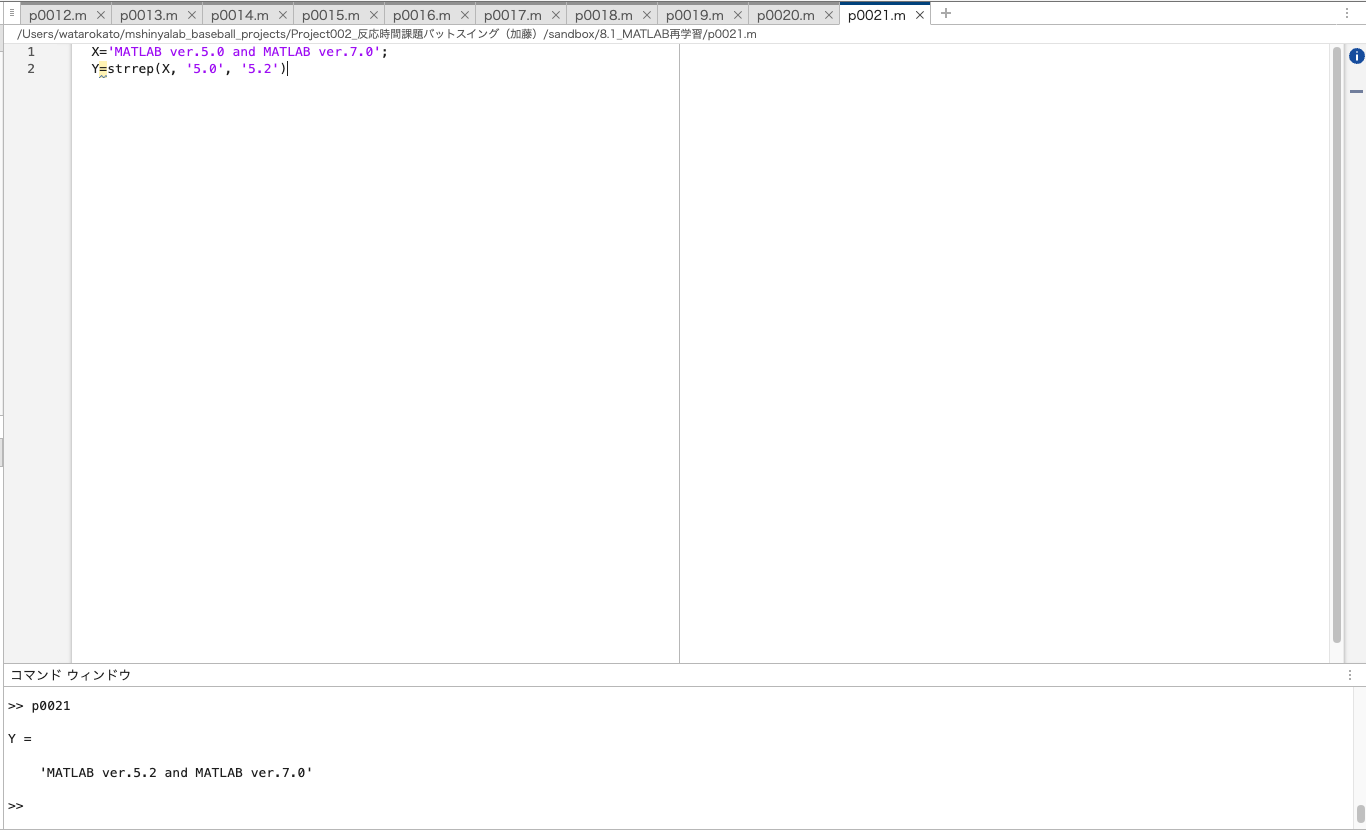 p0012.m p0013.m p0014.m p0015.m p0016.m p0017.m p0018.m p0019.m p0020.m p0021.m
/Users/watarokato/mshinyalab_baseball_projects/Project002_反応時間課題バットスイング（加藤）/sandbox/8.1_MATLAB再学習/p0021.m
1 X='MATLAB ver.5.0 and MATLAB ver.7.0';
2 Y=strrep(X, '5.0', '5.2')
コマンド ウィンドウ
>> p0021
Y =
'MATLAB ver.5.2 and MATLAB ver.7.0'
>>